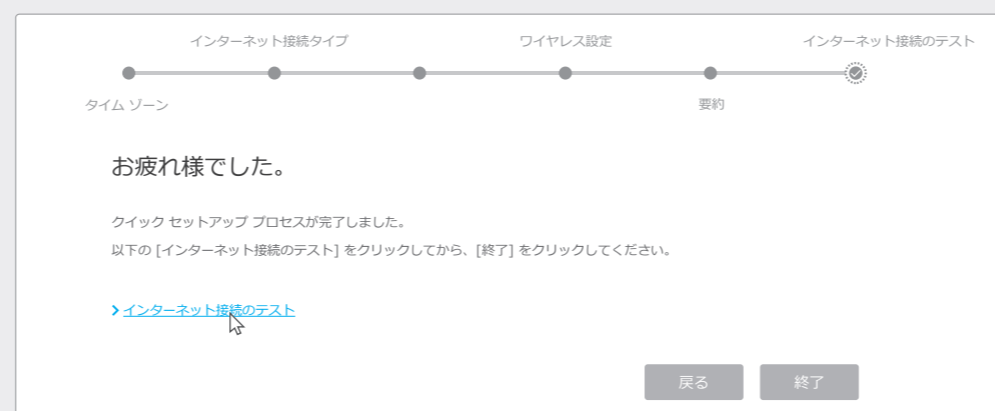 インターネット接続タイプ
ワイヤレス設定
インターネット接続のテスト
タイム ゾーン
要約
お疲れ様でした。
クイック セットアップ プロセスが完了しました。
以下の [インターネット接続のテスト] をクリックしてから、[終了] をクリックしてください。
インターネット接続のテスト
戻る
終了